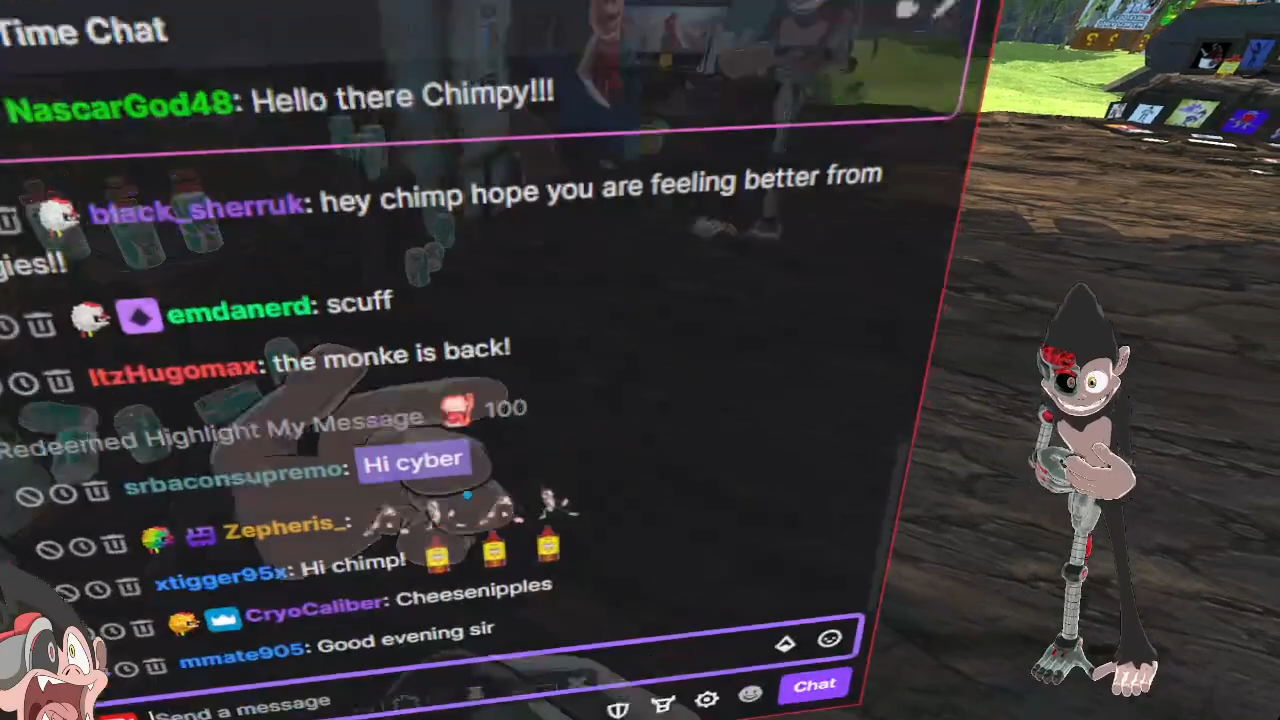 Time Chat
NascarGod48: Hello there Chimpy!!!
black_sherruk: hey chimp hope you are feeling better from
gies!!
emdanerd: scuff
ItzHugomax: the monke is back!
Redeemed Highlight My Message 100
srbaconsupremo: Hi cyber
Zepheris_:
xtigger95x: Hi chimp!
CryoCaliber: Cheesenipples
mmate905: Good evening sir
Send a message
Chat